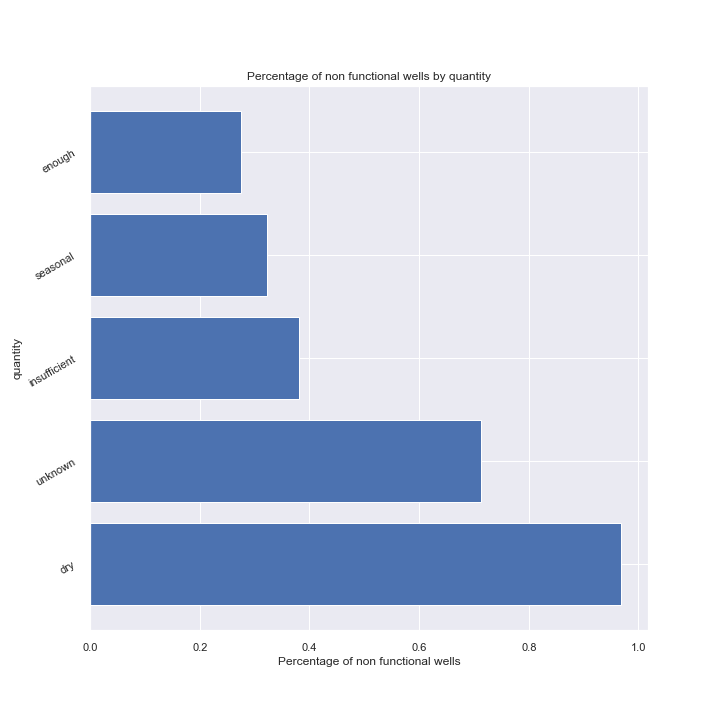 Percentage of non functional wells by quantity
enough
seasonal
insufficient
unknown
dry
quantity
0.0 0.2 0.4 0.6 0.8 1.0
Percentage of non functional wells